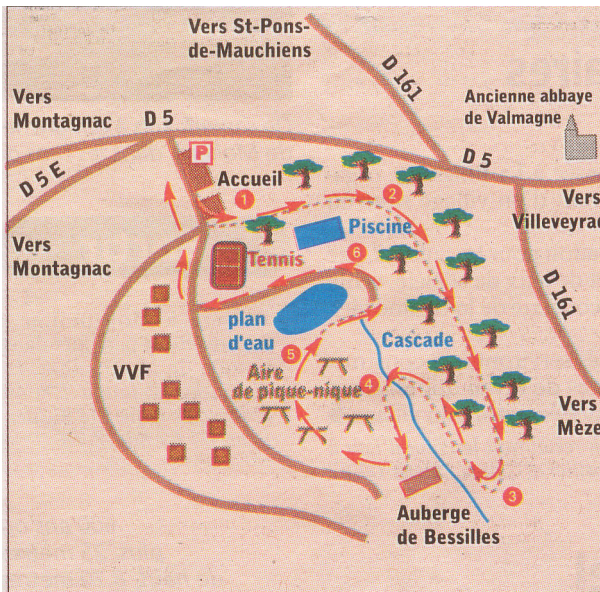 Vers St-Pons-
de-Mauchiens
D 161
Vers
Montagnac
D 5
Ancienne abbaye
de Valmagne
P
D 5
D 5 E
Accueil
1
2
Vers
Villeveyrac
Piscine
Vers
Montagnac
Tennis
6
D 161
plan
d'eau
Cascade
5
VVF
Aire
de pique-nique
4
Vers
Mèze
3
Auberge
de Bessilles